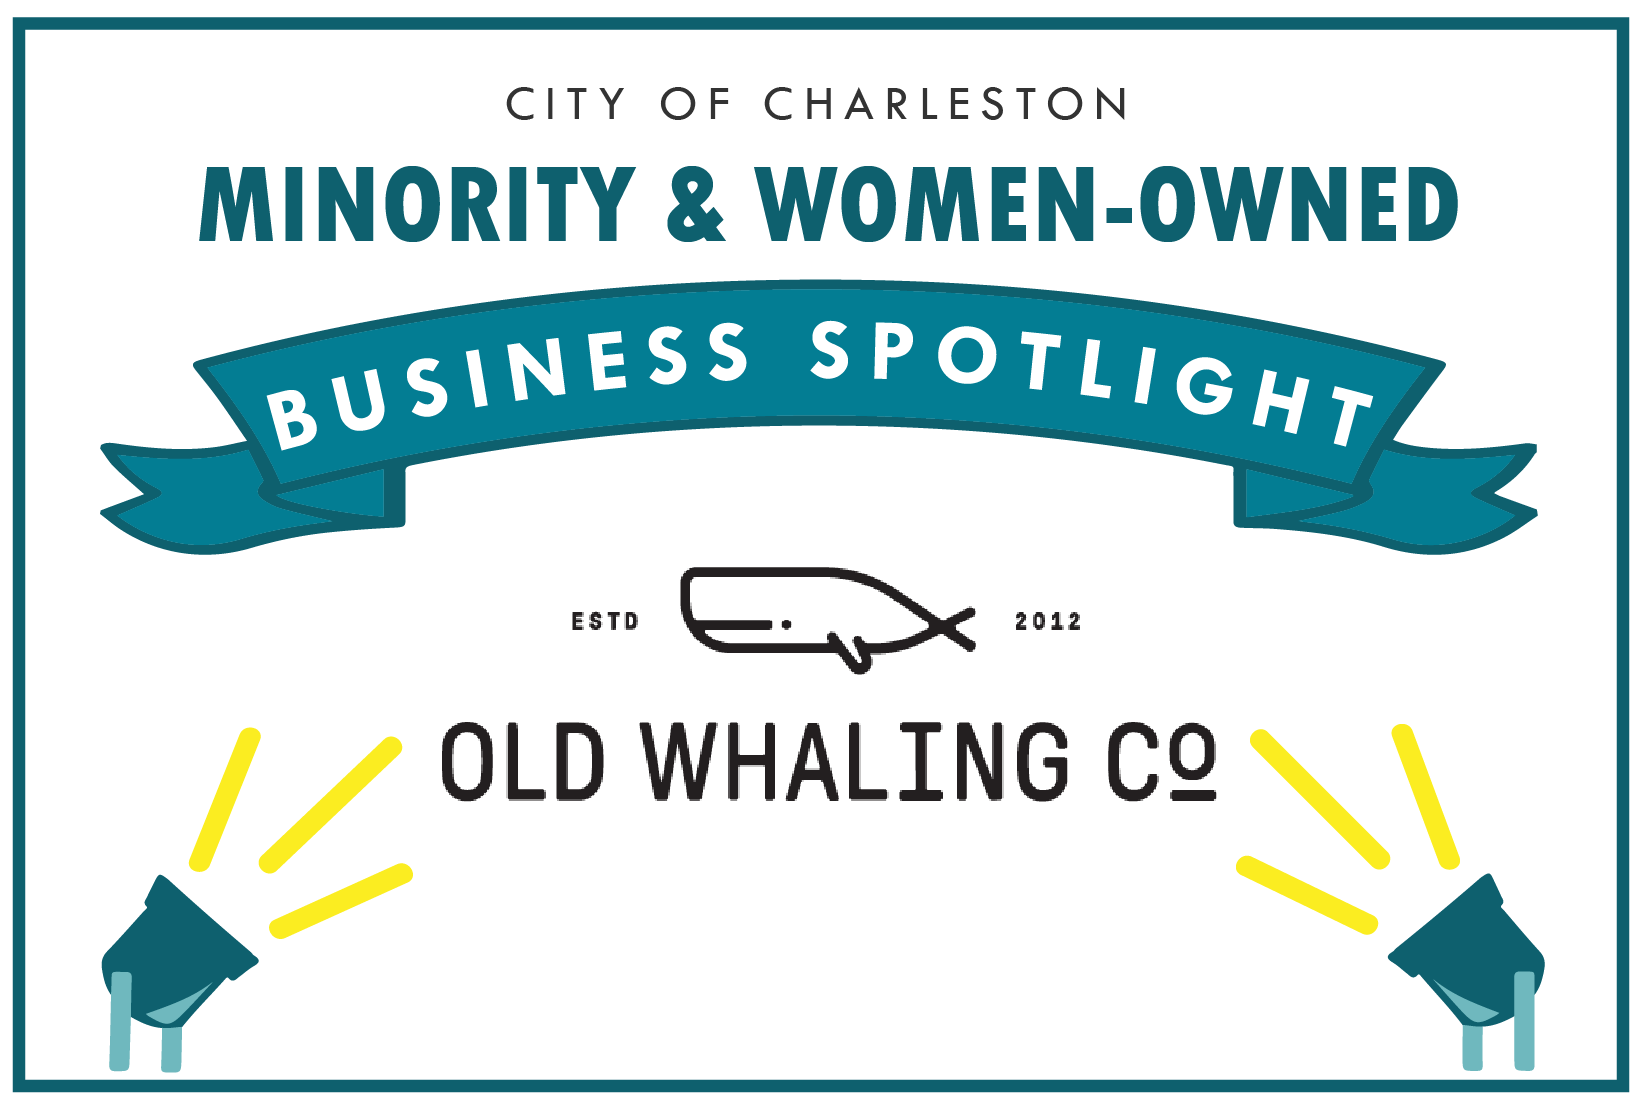 CITY OF CHARLESTON
MINORITY & WOMEN-OWNED
BUSINESS SPOTLIGHT
ESTD 2012
OLD WHALING CO